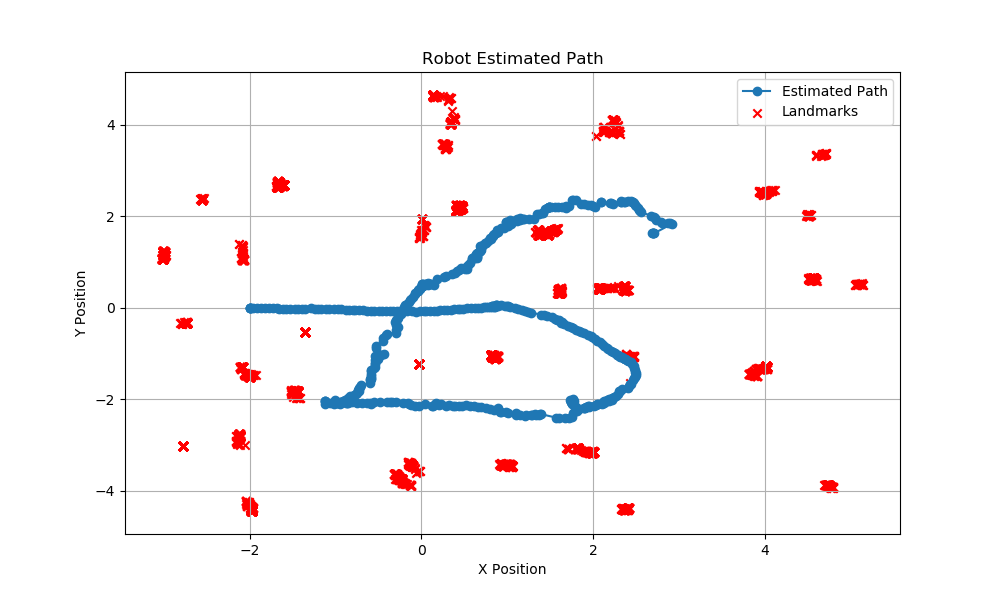 Robot Estimated Path
Estimated Path
Landmarks
4
2
0
−2
−4
Y Position
−2
0
2
4
X Position